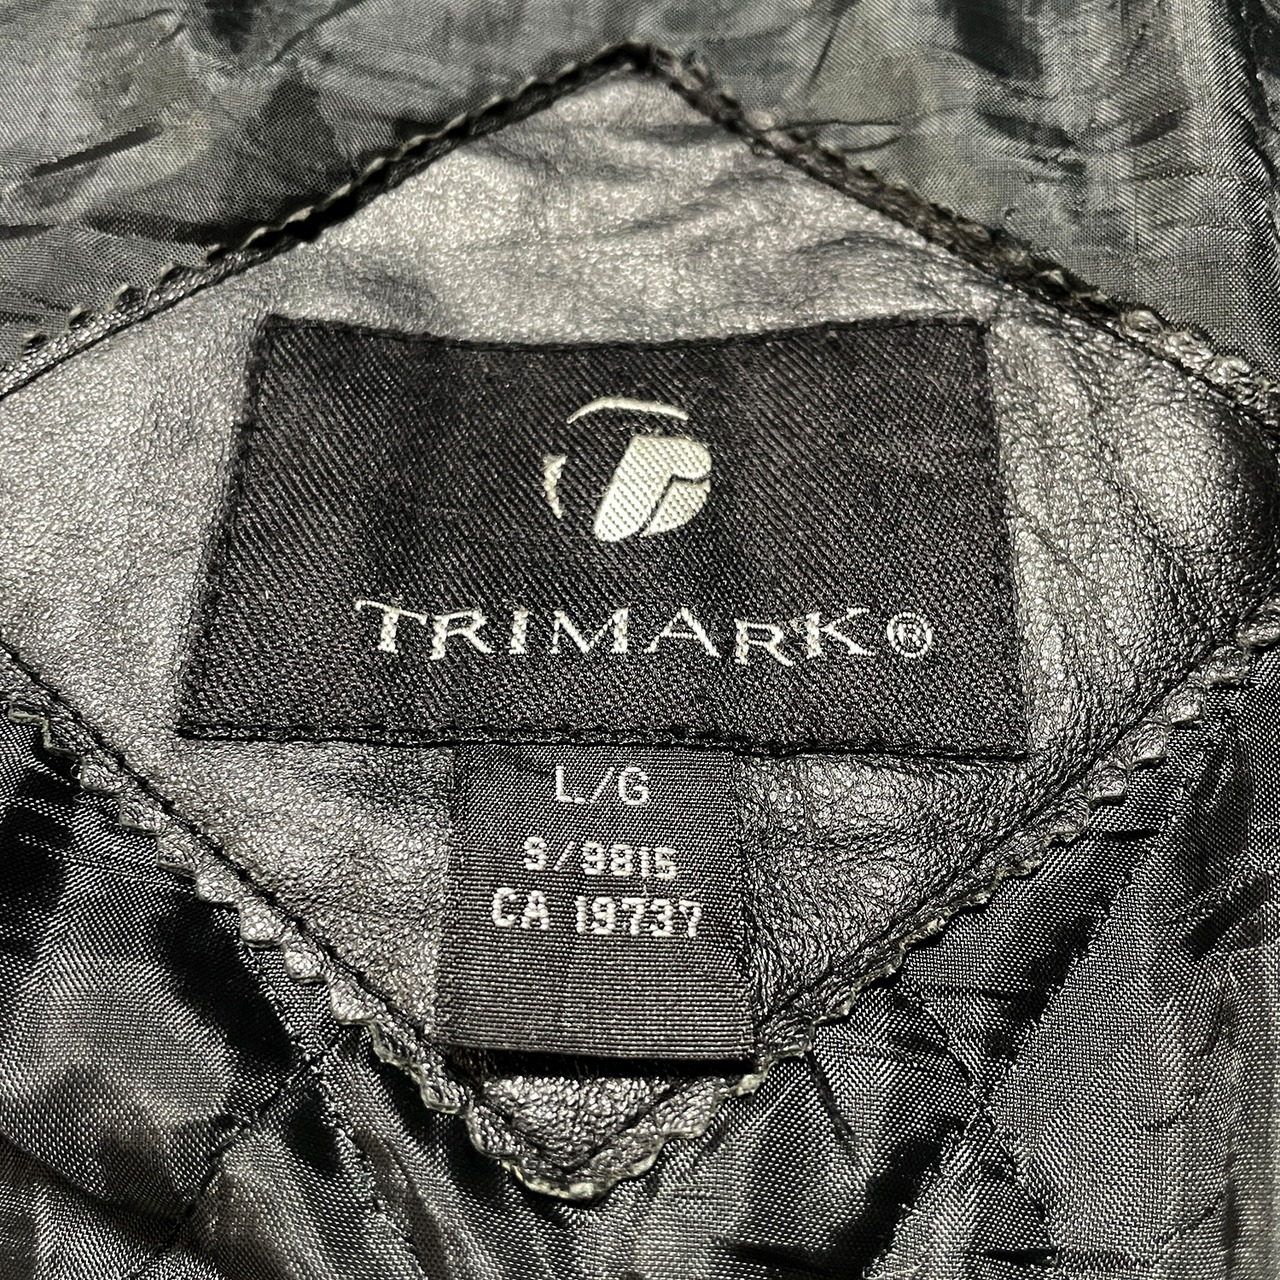 TRIMARK®
L/G
S/9815
CA 19737